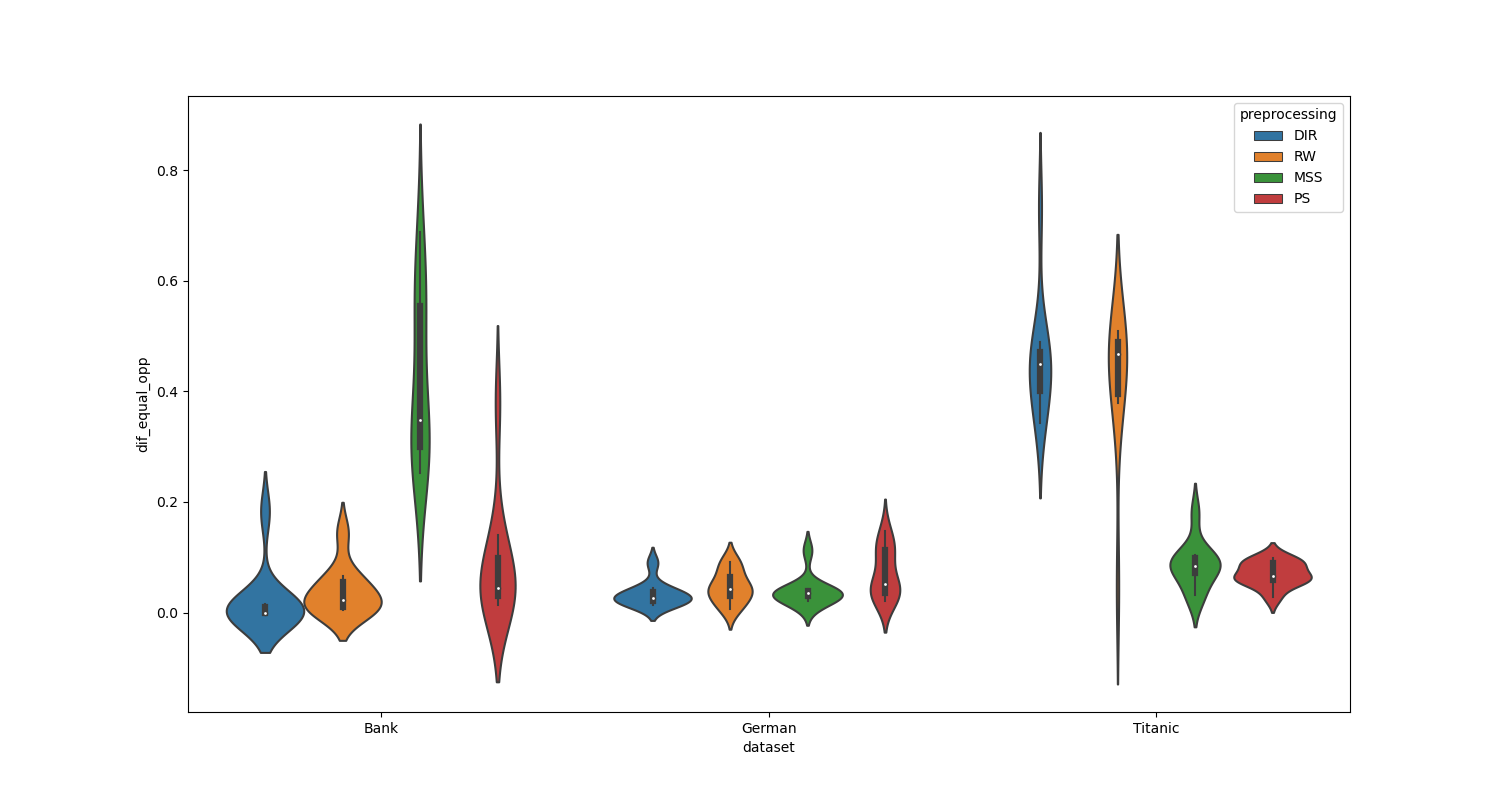 preprocessing
DIR
RW
MSS
PS
0.8
0.6
0.4
0.2
0.0
dif_equal_opp
Bank
German
Titanic
dataset